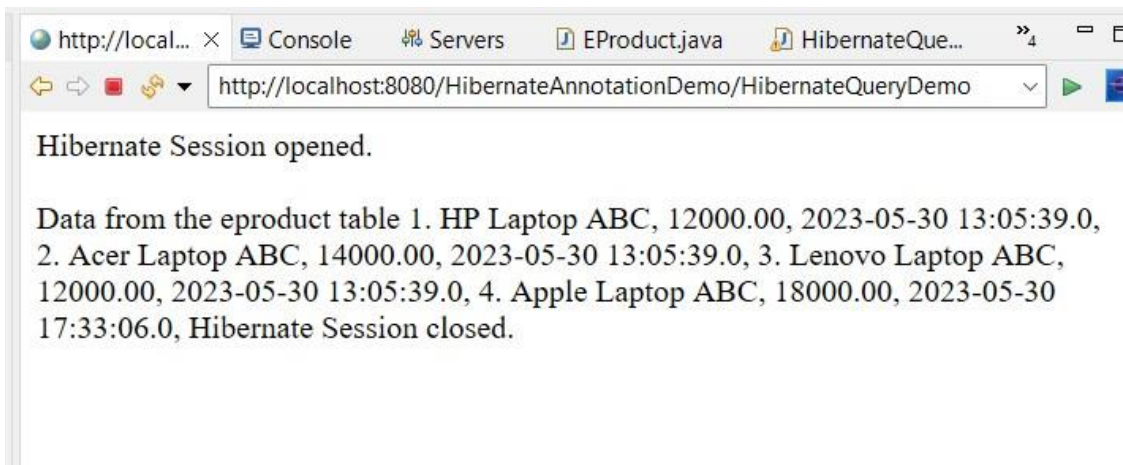 http://local... Console Servers EProduct.java HibernateQue... »4
http://localhost:8080/HibernateAnnotationDemo/HibernateQueryDemo
Hibernate Session opened.
Data from the eproduct table 1. HP Laptop ABC, 12000.00, 2023-05-30 13:05:39.0,
2. Acer Laptop ABC, 14000.00, 2023-05-30 13:05:39.0, 3. Lenovo Laptop ABC,
12000.00, 2023-05-30 13:05:39.0, 4. Apple Laptop ABC, 18000.00, 2023-05-30
17:33:06.0, Hibernate Session closed.